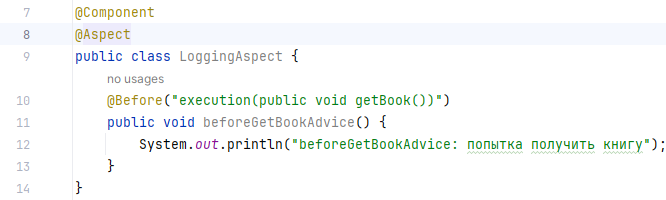 7 @Component
8 @Aspect
9 public class LoggingAspect {
no usages
10 @Before("execution(public void getBook())")
11 public void beforeGetBookAdvice() {
12 System.out.println("beforeGetBookAdvice: попытка получить книгу");
13 }
14 }